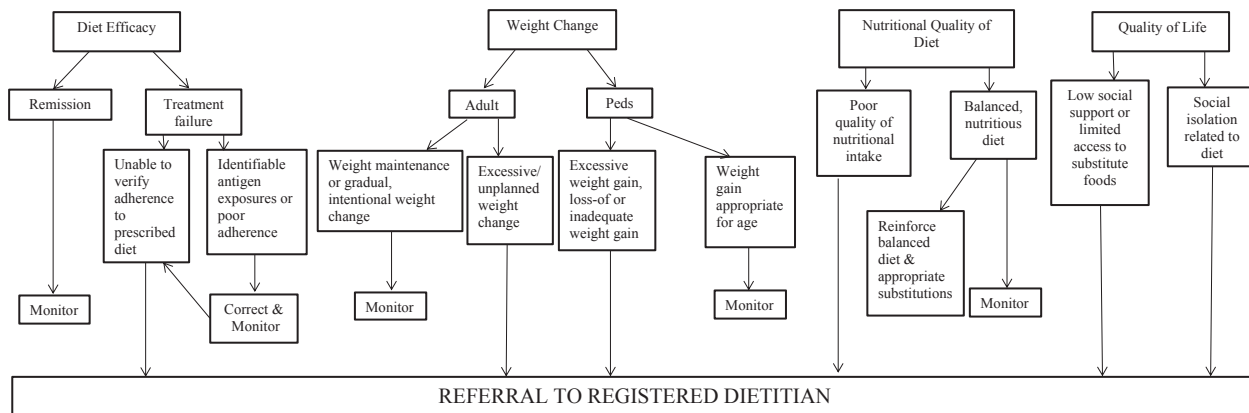 Diet Efficacy
Remission
Monitor
Treatment
failure
Unable to
verify
adherence
to
prescribed
diet
Identifiable
antigen
exposures or
poor
adherence
Correct &
Monitor
Weight Change
Adult
Weight maintenance
or gradual,
intentional weight
change
Monitor
Excessive/
unplanned
weight
change
Peds
Excessive
weight gain,
loss-of or
inadequate
weight gain
Weight
gain
appropriate
for age
Monitor
Nutritional Quality of
Diet
Poor
quality of
nutritional
intake
Balanced,
nutritious
diet
Reinforce
balanced
diet &
appropriate
substitutions
Monitor
Quality of Life
Low social
support or
limited
access to
substitute
foods
Social
isolation
related to
diet
REFERRAL TO REGISTERED DIETITIAN